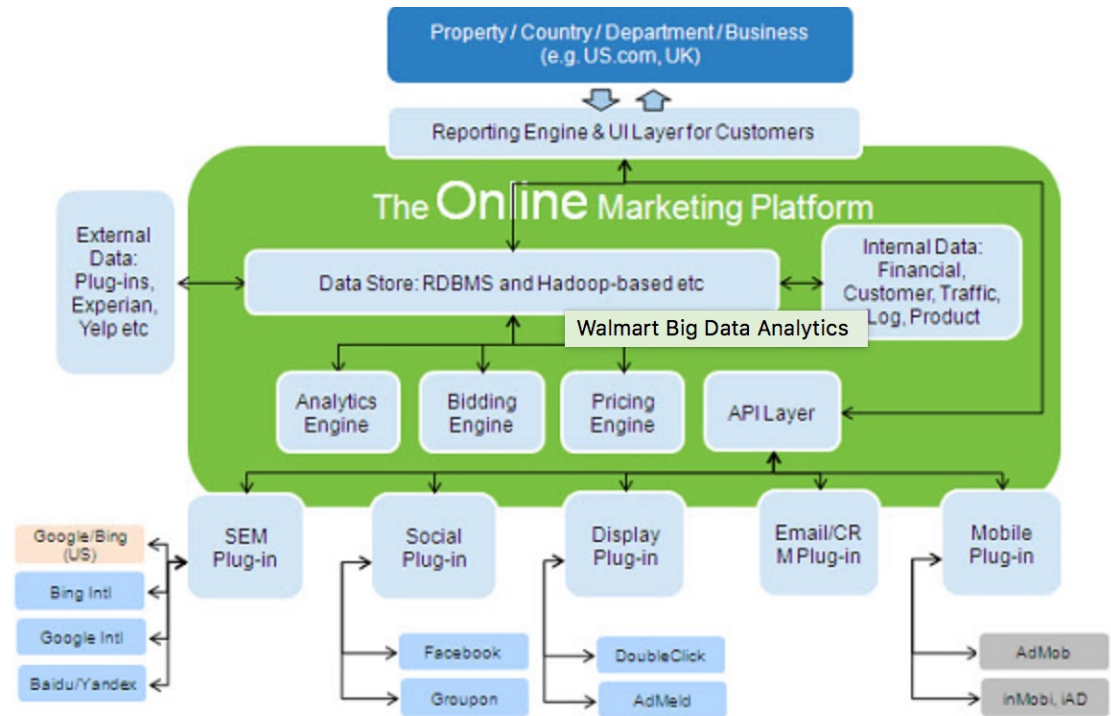 Property / Country / Department / Business
(e.g. US.com, UK)
Reporting Engine & UI Layer for Customers
The Online Marketing Platform
External
Data:
Plug-ins,
Experian,
Yelp etc
Data Store: RDBMS and Hadoop-based etc
Internal Data:
Financial,
Customer, Traffic,
Log, Product
Walmart Big Data Analytics
Analytics
Engine
Bidding
Engine
Pricing
Engine
API Layer
SEM
Plug-in
Social
Plug-in
Display
Plug-in
Email/CR
M Plug-in
Mobile
Plug-in
Google/Bing
(US)
Bing Intl
Google Intl
Baidu/Yandex
Facebook
Groupon
DoubleClick
AdMeld
AdMob
inMobi, iAD